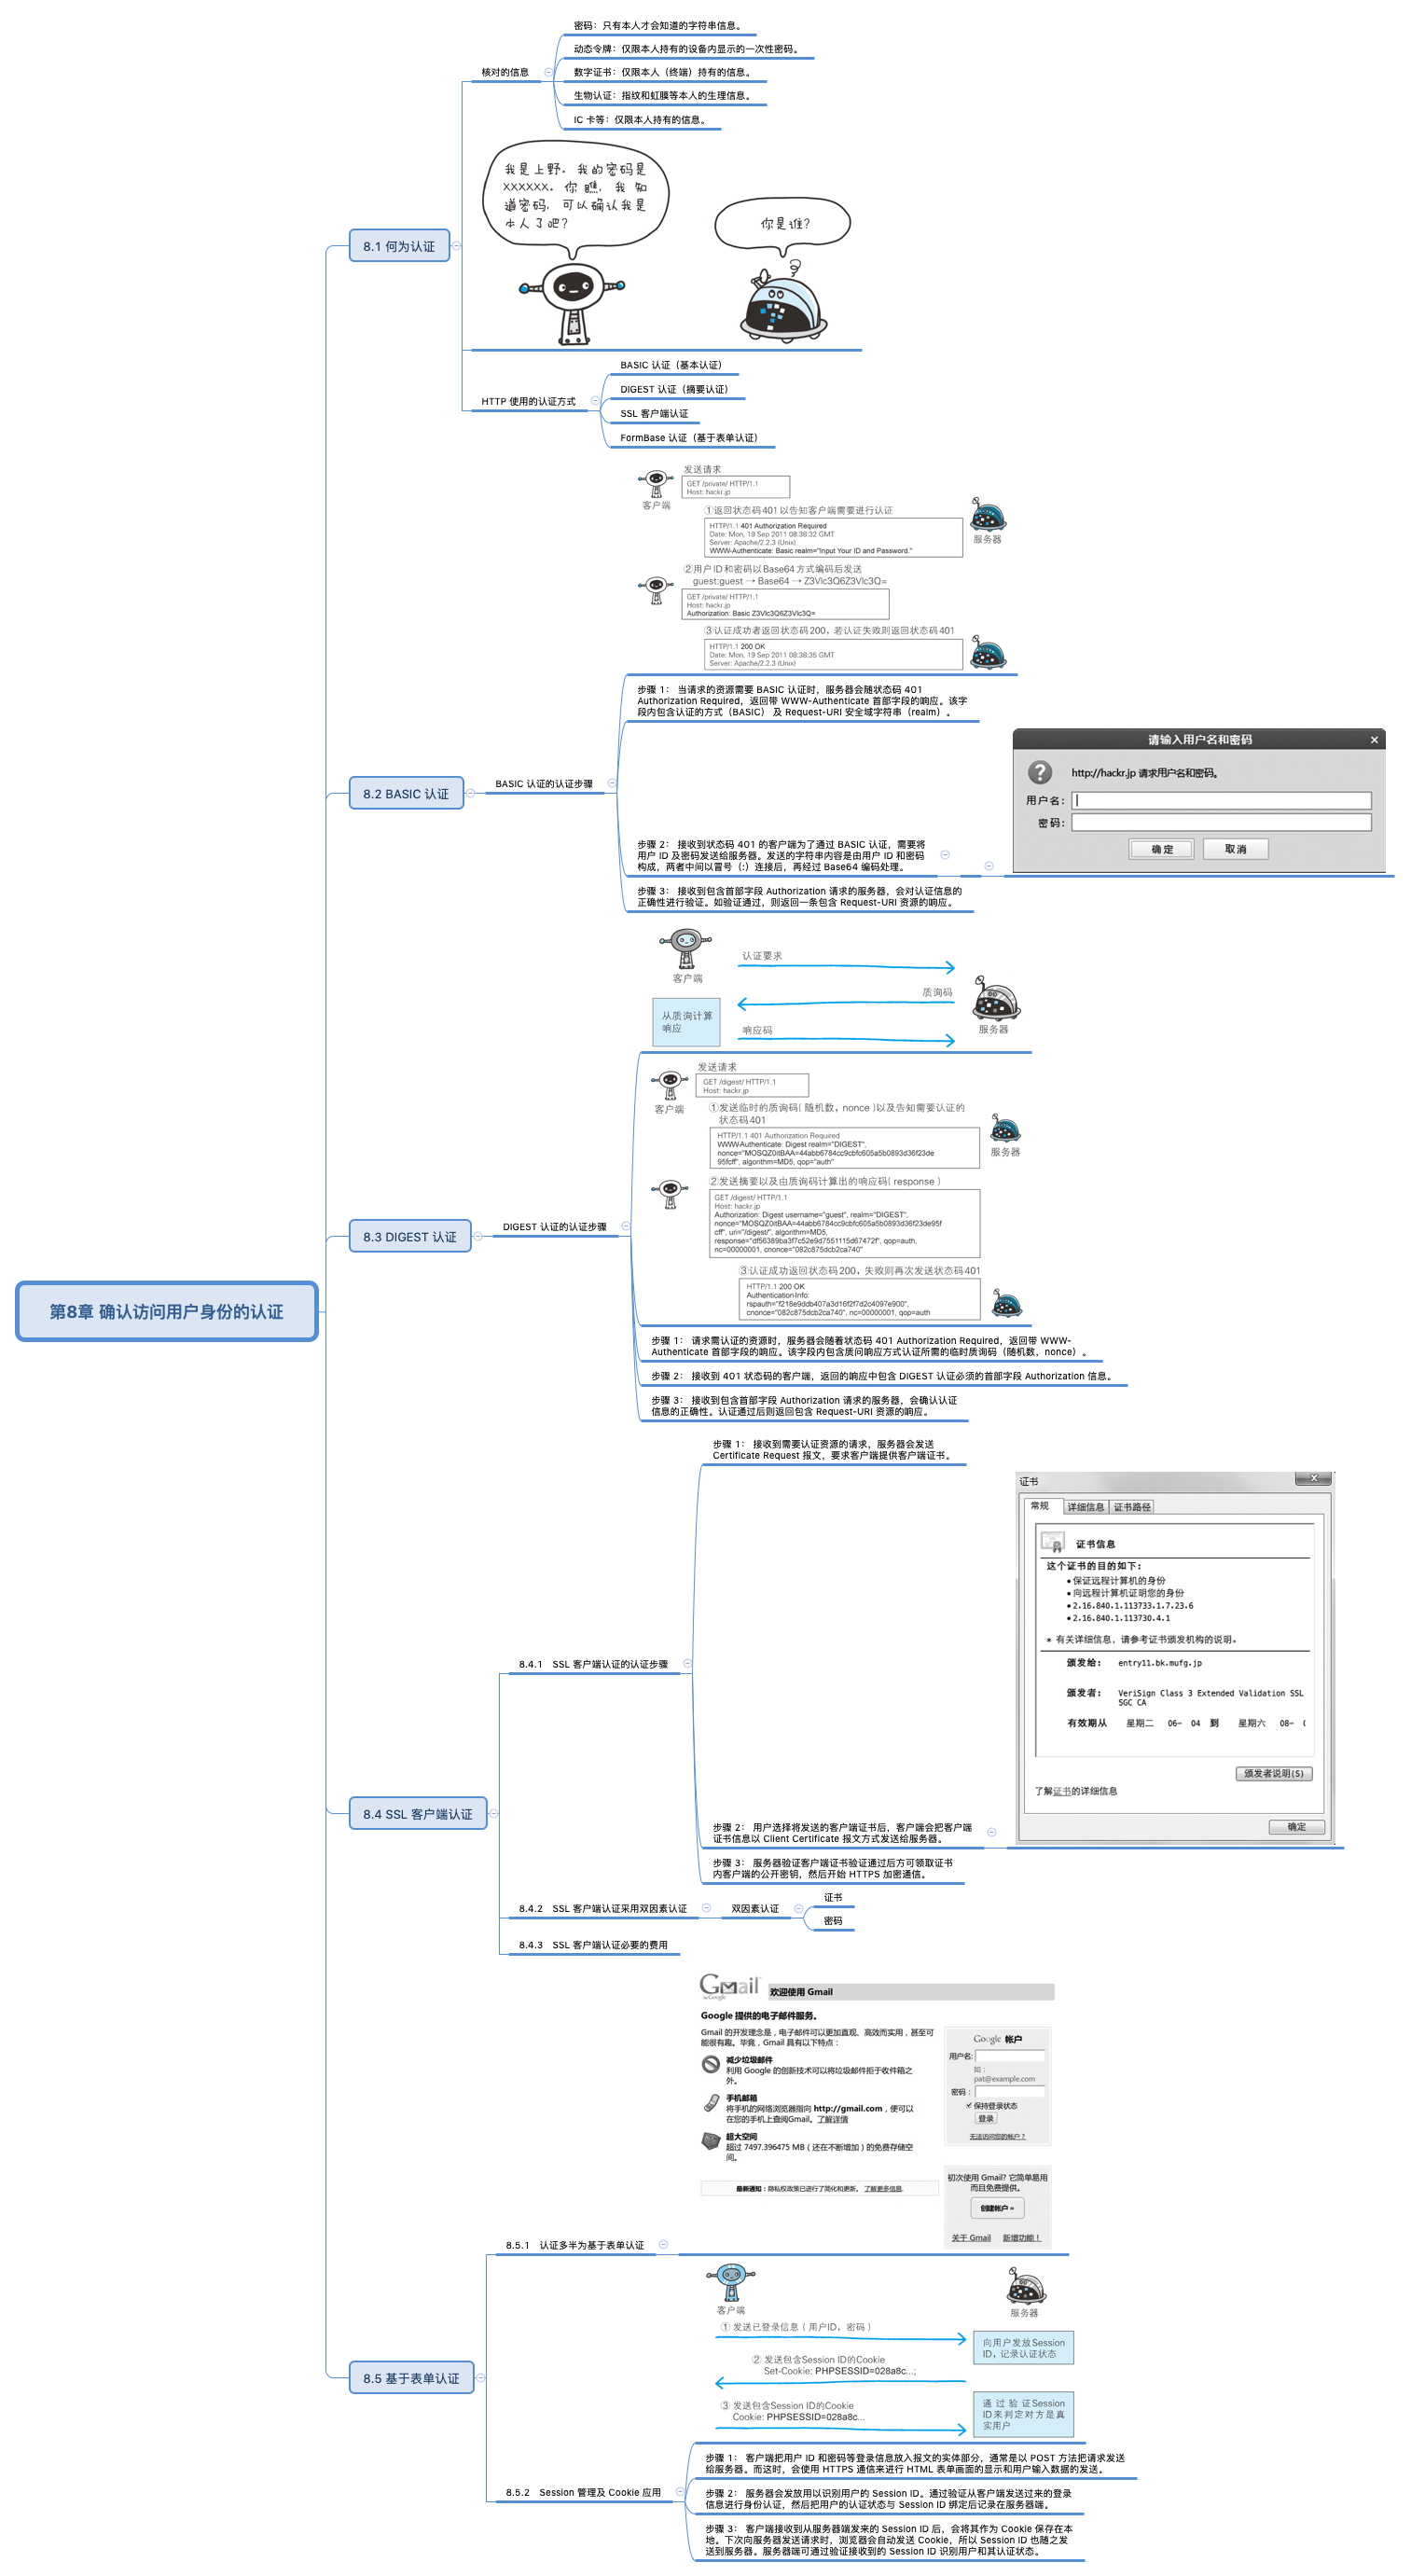 第8章 确认访问用户身份的认证
8.1 何为认证
核对的信息
密码：只有本人才会知道的字符串信息。
动态令牌：仅限本人持有的设备内显示的一次性密码。
数字证书：仅限本人（终端）持有的信息。
生物认证：指纹和虹膜等本人的生理信息。
IC 卡等：仅限本人持有的信息。
我是上野。我的密码是
XXXXXX。你瞧，我知
道密码，可以确认我是
本人了吧？
你是谁？
HTTP 使用的认证方式
BASIC 认证（基本认证）
DIGEST 认证（摘要认证）
SSL 客户端认证
FormBase 认证（基于表单认证）
8.2 BASIC 认证
BASIC 认证的认证步骤
发送请求
GET /private/ HTTP/1.1
Host: hackr.jp
客户端
①返回状态码401以告知客户端需要进行认证
HTTP/1.1 401 Authorization Required
Date: Mon, 19 Sep 2011 08:38:32 GMT
Server: Apache/2.2.3 (Unix)
WWW-Authenticate: Basic realm="Input Your ID and Password."
服务器
②用户ID和密码以Base64方式编码后发送
guest:guest → Base64 → Z3Vlc3Q6Z3Vlc3Q=
GET /private/ HTTP/1.1
Host: hackr.jp
Authorization: Basic Z3Vlc3Q6Z3Vlc3Q=
③认证成功者返回状态码200，若认证失败则返回状态码401
HTTP/1.1 200 OK
Date: Mon, 19 Sep 2011 08:38:35 GMT
Server: Apache/2.2.3 (Unix)
步骤 1： 当请求的资源需要 BASIC 认证时，服务器会随状态码 401
Authorization Required，返回带 WWW-Authenticate 首部字段的响应。该字
段内包含认证的方式（BASIC） 及 Request-URI 安全域字符串（realm）。
步骤 2： 接收到状态码 401 的客户端为了通过 BASIC 认证，需要将
用户 ID 及密码发送给服务器。发送的字符串内容是由用户 ID 和密码
构成，两者中间以冒号（:）连接后，再经过 Base64 编码处理。
请输入用户名和密码
http://hackr.jp 请求用户名和密码。
用户名：
密码：
确定
取消
步骤 3： 接收到包含首部字段 Authorization 请求的服务器，会对认证信息的
正确性进行验证。如验证通过，则返回一条包含 Request-URI 资源的响应。
8.3 DIGEST 认证
DIGEST 认证的认证步骤
客户端
认证要求
质询码
服务器
从质询计算
响应
响应码
发送请求
GET /digest/ HTTP/1.1
Host: hackr.jp
客户端
①发送临时的质询码（随机数，nonce）以及告知需要认证的
状态码401
HTTP/1.1 401 Authorization Required
WWW-Authenticate: Digest realm="DIGEST",
nonce="MOSQZ0itBAA=44abb6784cc9cbfc605a5b0893d36f23de
95fcff", algorithm=MD5, qop="auth"
服务器
②发送摘要以及由质询码计算出的响应码（response）
GET /digest/ HTTP/1.1
Host: hackr.jp
Authorization: Digest username="guest", realm="DIGEST",
nonce="MOSQZ0itBAA=44abb6784cc9cbfc605a5b0893d36f23de95f
cff", uri="/digest/", algorithm=MD5,
response="df56389ba3f7c52e9d7551115d67472f", qop=auth,
nc=00000001, cnonce="082c875dcb2ca740"
③认证成功返回状态码200，失败则再次发送状态码401
HTTP/1.1 200 OK
Authentication-Info:
rspauth="f218e9ddb407a3d16f2f7d2c4097e900",
cnonce="082c875dcb2ca740", nc=00000001, qop=auth
步骤 1： 请求需认证的资源时，服务器会随着状态码 401 Authorization Required，返回带 WWW-
Authenticate 首部字段的响应。该字段内包含质问响应方式认证所需的临时质询码（随机数，nonce）。
步骤 2： 接收到 401 状态码的客户端，返回的响应中包含 DIGEST 认证必须的首部字段 Authorization 信息。
步骤 3： 接收到包含首部字段 Authorization 请求的服务器，会确认认证
信息的正确性。认证通过后则返回包含 Request-URI 资源的响应。
8.4 SSL 客户端认证
8.4.1 SSL 客户端认证的认证步骤
步骤 1： 接收到需要认证资源的请求，服务器会发送
Certificate Request 报文，要求客户端提供客户端证书。
步骤 2： 用户选择将发送的客户端证书后，客户端会把客户端
证书信息以 Client Certificate 报文方式发送给服务器。
证书
常规 详细信息 证书路径
证书信息
这个证书的目的如下：
•保证远程计算机的身份
•向远程计算机证明您的身份
•2.16.840.1.113733.1.7.23.6
•2.16.840.1.113730.4.1
* 有关详细信息，请参考证书颁发机构的说明。
颁发给： entry11.bk.mufg.jp
颁发者： VeriSign Class 3 Extended Validation SSL
SGC CA
有效期从 星期二 06- 04 到 星期六 08-
颁发者说明(S)
了解证书的详细信息
确定
步骤 3： 服务器验证客户端证书验证通过后方可领取证书
内客户端的公开密钥，然后开始 HTTPS 加密通信。
8.4.2 SSL 客户端认证采用双因素认证
双因素认证
证书
密码
8.4.3 SSL 客户端认证必要的费用
8.5 基于表单认证
8.5.1 认证多半为基于表单认证
Gmail
by Google
欢迎使用 Gmail
Google 提供的电子邮件服务。
Gmail 的开发理念是，电子邮件可以更加直观、高效而实用，甚至可
能很有趣。毕竟，Gmail 具有以下特点：
减少垃圾邮件
利用 Google 的创新技术可以将垃圾邮件拒于收件箱之
外。
手机邮箱
将手机的网络浏览器指向 http://gmail.com，便可以
在您的手机上查阅Gmail。了解详情
超大空间
超过 7497.396475 MB（还在不断增加）的免费存储空
间。
最新通知：隐私权政策已进行了简化和更新。 了解更多信息.
Google 帐户
用户名:
如：
pat@example.com
密码：
保持登录状态
登录
无法访问您的帐户？
初次使用 Gmail? 它简单易用
而且免费提供。
创建帐户 »
关于 Gmail 新增功能！
8.5.2 Session 管理及 Cookie 应用
客户端
服务器
① 发送已登录信息（用户ID，密码）
向用户发放Session
ID，记录认证状态
② 发送包含Session ID的Cookie
Set-Cookie: PHPSESSID=028a8c…;
③ 发送包含Session ID的Cookie
Cookie: PHPSESSID=028a8c…
通过验证Session
ID来判定对方是真
实用户
步骤 1： 客户端把用户 ID 和密码等登录信息放入报文的实体部分，通常是以 POST 方法把请求发送
给服务器。而这时，会使用 HTTPS 通信来进行 HTML 表单画面的显示和用户输入数据的发送。
步骤 2： 服务器会发放用以识别用户的 Session ID。通过验证从客户端发送过来的登录
信息进行身份认证，然后把用户的认证状态与 Session ID 绑定后记录在服务器端。
步骤 3： 客户端接收到从服务器端发来的 Session ID 后，会将其作为 Cookie 保存在本
地。下次向服务器发送请求时，浏览器会自动发送 Cookie，所以 Session ID 也随之发
送到服务器。服务器端可通过验证接收到的 Session ID 识别用户和其认证状态。